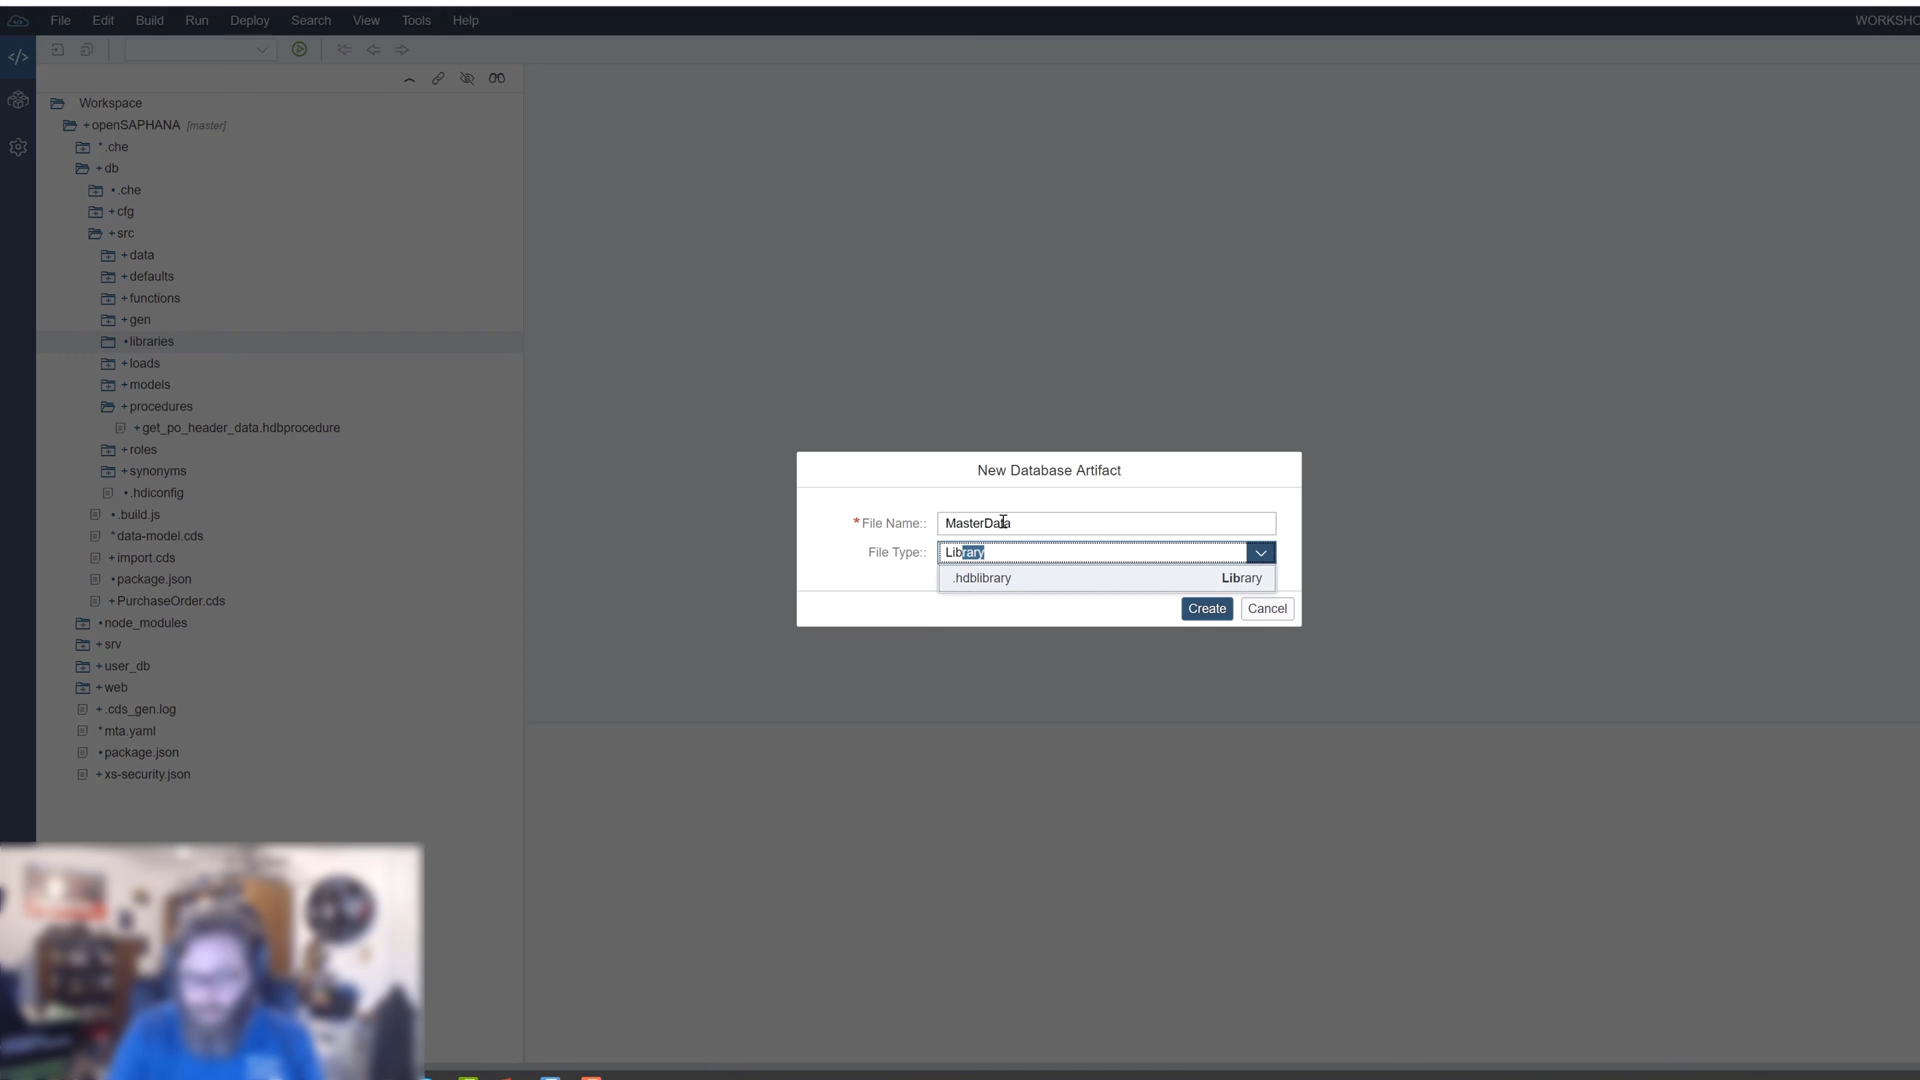 File Edit Build Run Deploy Search View Tools Help
WORKSHO
Workspace
+openSAPHANA [master]
*.che
+db
•.che
+cfg
+src
+data
+defaults
+functions
+gen
•libraries
+loads
+models
+procedures
+get_po_header_data.hdbprocedure
+roles
+synonyms
•.hdiconfig
•.build.js
*data-model.cds
+import.cds
•package.json
+PurchaseOrder.cds
•node_modules
+srv
+user_db
+web
+.cds_gen.log
*mta.yaml
•package.json
+xs-security.json
New Database Artifact
*File Name:: MasterData
File Type:: Library
.hdblibrary Library
Create Cancel